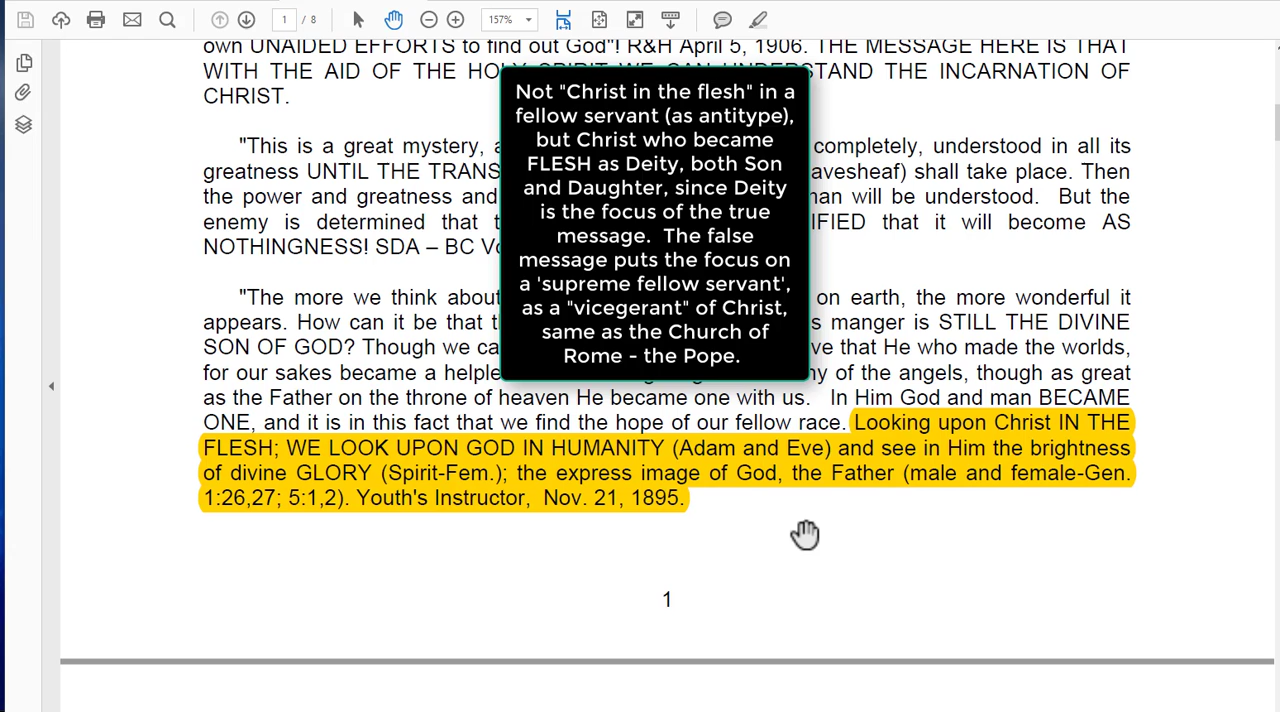 1 / 8
157%
own UNAIDED EFFORTS to find out God"! R&H April 5, 1906. THE MESSAGE HERE IS THAT
WITH THE AID OF THE HOLY SPIRIT WE CAN UNDERSTAND THE INCARNATION OF
CHRIST.
"This is a great mystery, completely, understood in all its
greatness UNTIL THE shall take place. Then
the power and greatness and will be understood. But the
enemy is determined that that it will become AS
NOTHINGNESS! SDA – BC
"The more we think on earth, the more wonderful it
appears. How can it be that manger is STILL THE DIVINE
SON OF GOD? Though we that He who made the worlds,
for our sakes became a of the angels, though as great
as the Father on the throne of heaven He became one with us. In Him God and man BECAME
ONE, and it is in this fact that we find the hope of our fellow race. Looking upon Christ IN THE
FLESH; WE LOOK UPON GOD IN HUMANITY (Adam and Eve) and see in Him the brightness
of divine GLORY (Spirit-Fem.); the express image of God, the Father (male and female-Gen.
1:26,27; 5:1,2). Youth's Instructor, Nov. 21, 1895.
1
Not "Christ in the flesh" in a
fellow servant (as antitype),
but Christ who became
FLESH as Deity, both Son
and Daughter, since Deity
is the focus of the true
message. The false
message puts the focus on
a 'supreme fellow servant',
as a "vicegerant" of Christ,
same as the Church of
Rome - the Pope.